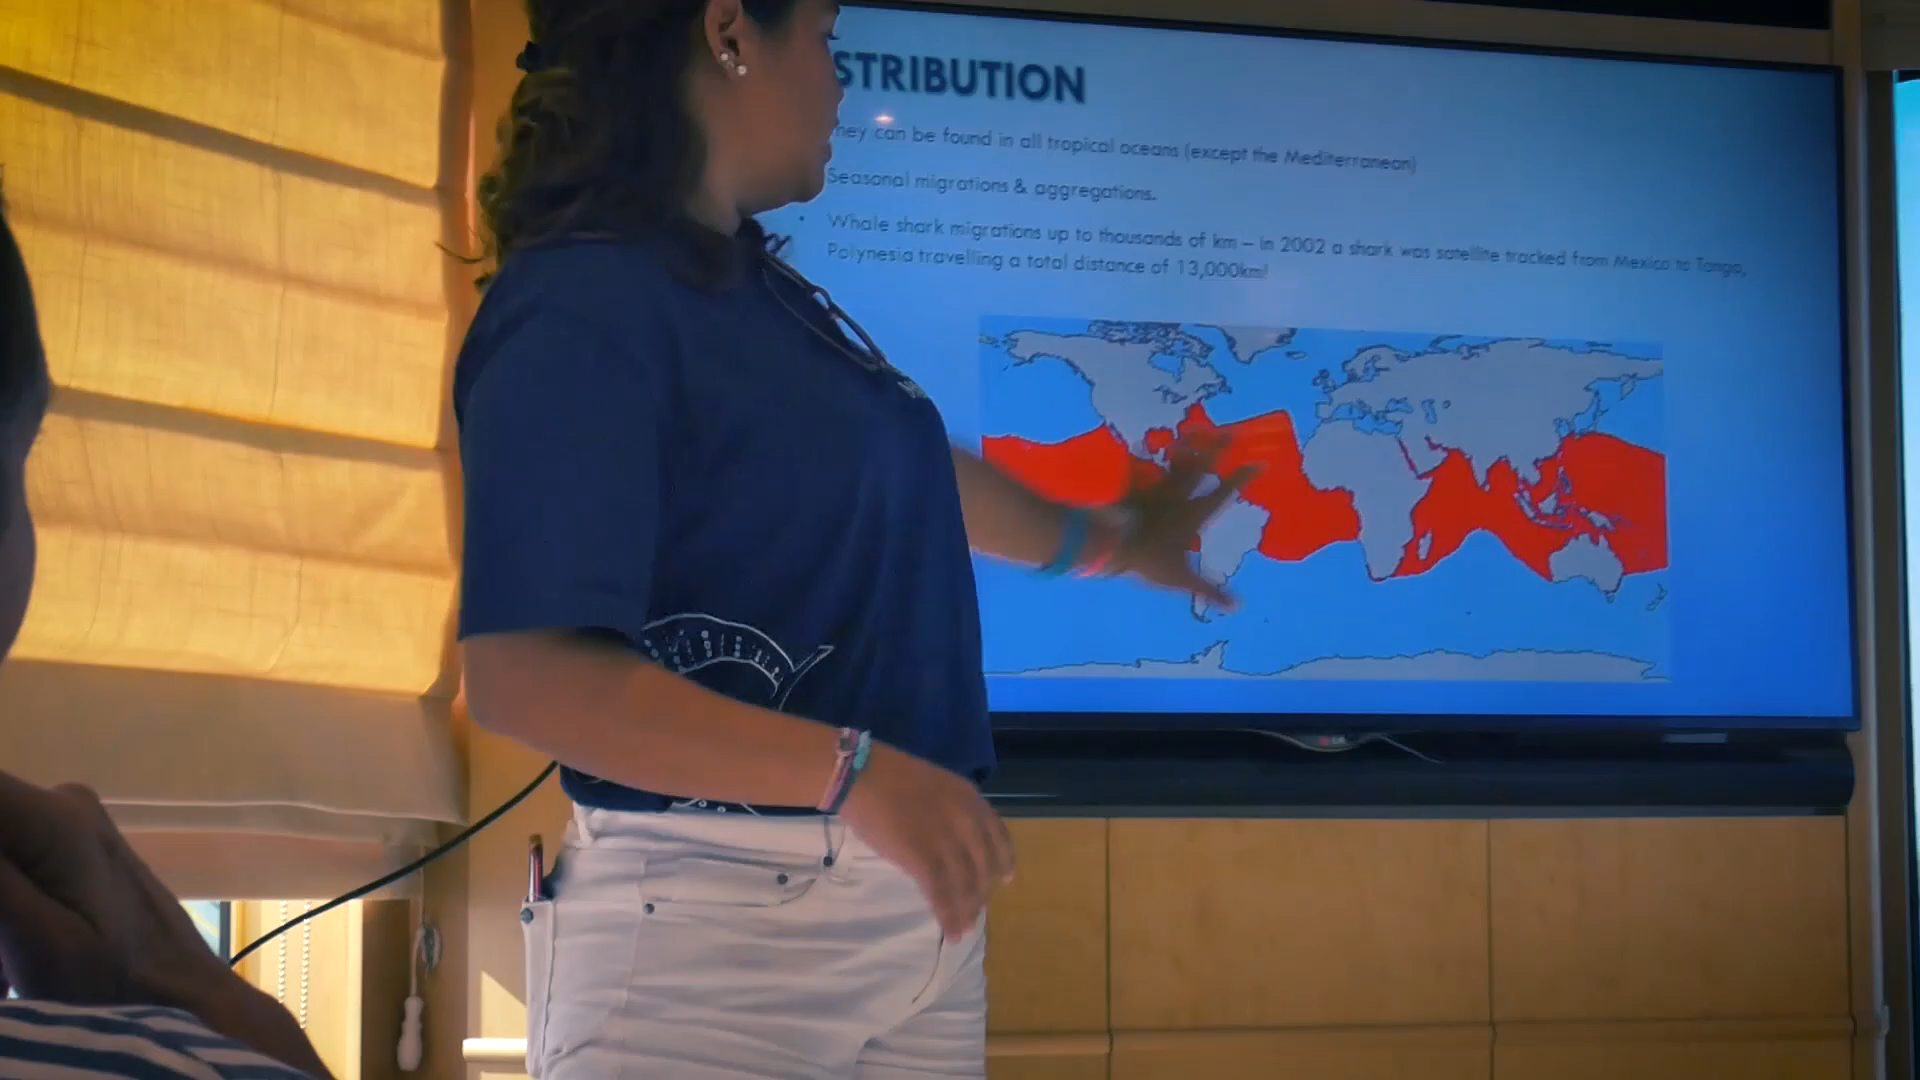 STRIBUTION
hey can be found in all tropical oceans (except the Mediterranean)
Seasonal migrations & aggregations.
• Whale shark migrations up to thousands of km – in 2002 a shark was satellite tracked from Mexico to Tonga,
Polynesia travelling a total distance of 13,000km!
LG